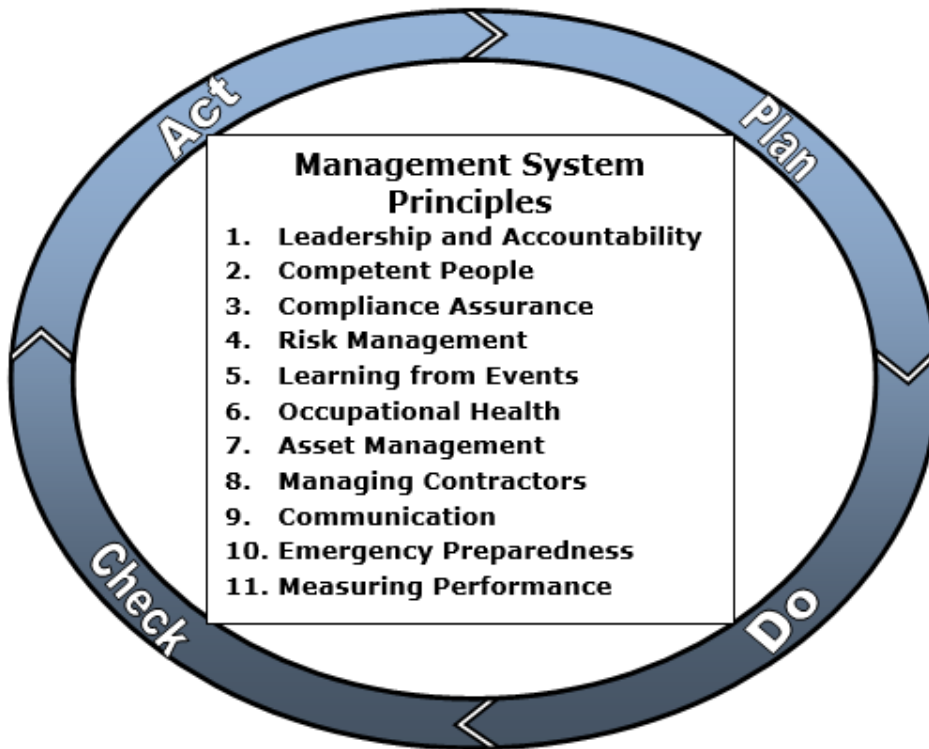 Act
Plan
Management System
Principles
1. Leadership and Accountability
2. Competent People
3. Compliance Assurance
4. Risk Management
5. Learning from Events
6. Occupational Health
7. Asset Management
8. Managing Contractors
9. Communication
10. Emergency Preparedness
11. Measuring Performance
Check
Do